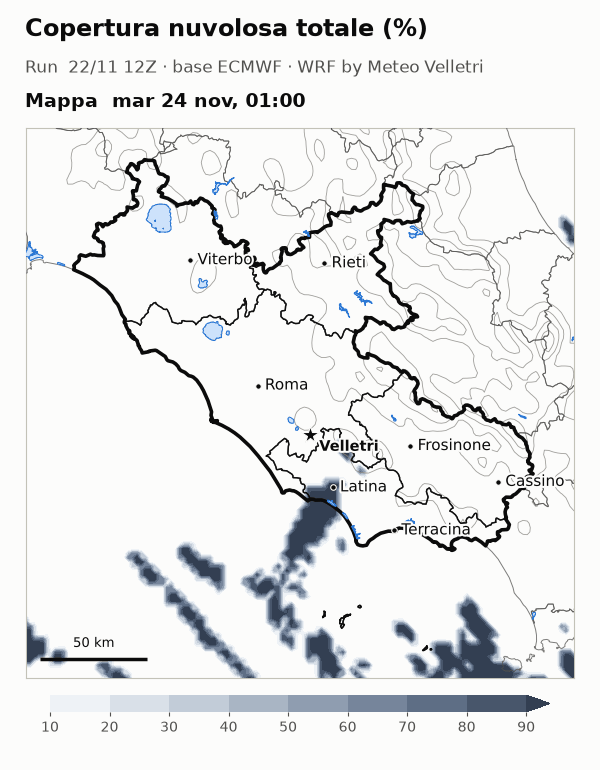 Copertura nuvolosa totale (%)
Run  22/11 12Z · base ECMWF · WRF by Meteo Velletri
Mappa  mar 24 nov, 01:00
Viterbo
Rieti
Roma
Velletri
Frosinone
Latina
Cassino
Terracina
50 km
10 20 30 40 50 60 70 80 90